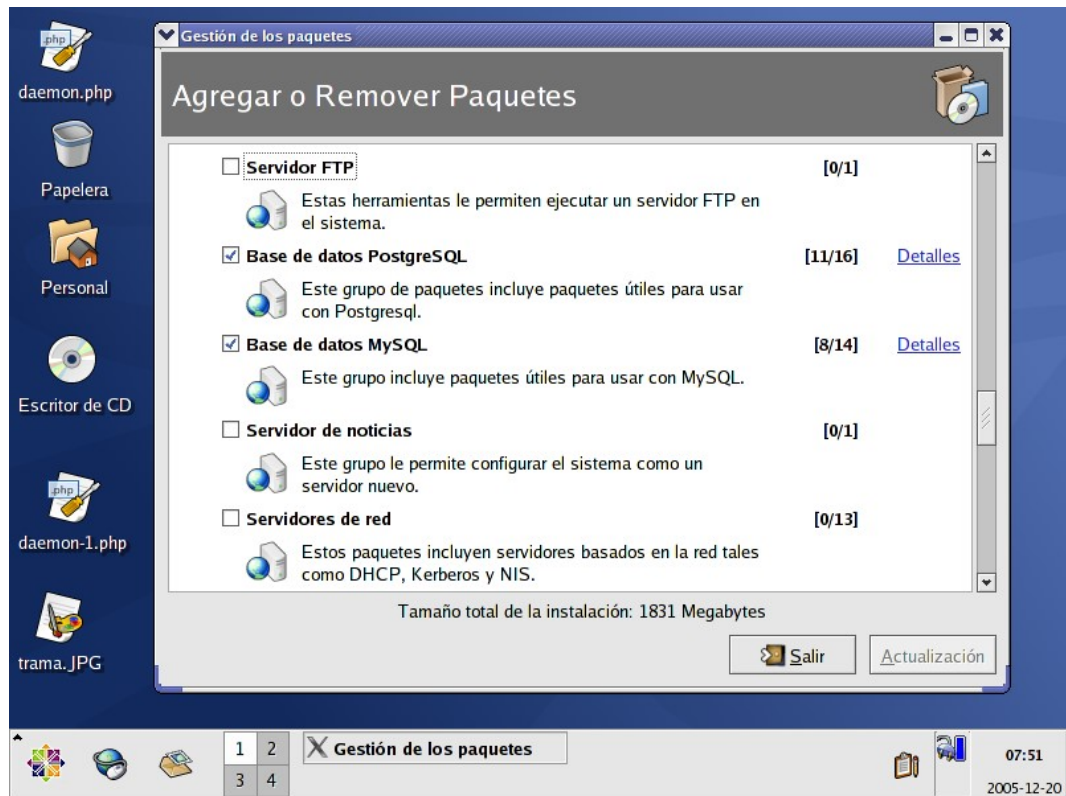 daemon.php
Papelera
Personal
Escritor de CD
daemon-1.php
trama.JPG
Gestión de los paquetes
Agregar o Remover Paquetes
Servidor FTP [0/1]
Estas herramientas le permiten ejecutar un servidor FTP en
el sistema.
Base de datos PostgreSQL [11/16] Detalles
Este grupo de paquetes incluye paquetes útiles para usar
con Postgresql.
Base de datos MySQL [8/14] Detalles
Este grupo incluye paquetes útiles para usar con MySQL.
Servidor de noticias [0/1]
Este grupo le permite configurar el sistema como un
servidor nuevo.
Servidores de red [0/13]
Estos paquetes incluyen servidores basados en la red tales
como DHCP, Kerberos y NIS.
Tamaño total de la instalación: 1831 Megabytes
Salir Actualización
1 2
3 4
Gestión de los paquetes
07:51
2005-12-20
.php
.php